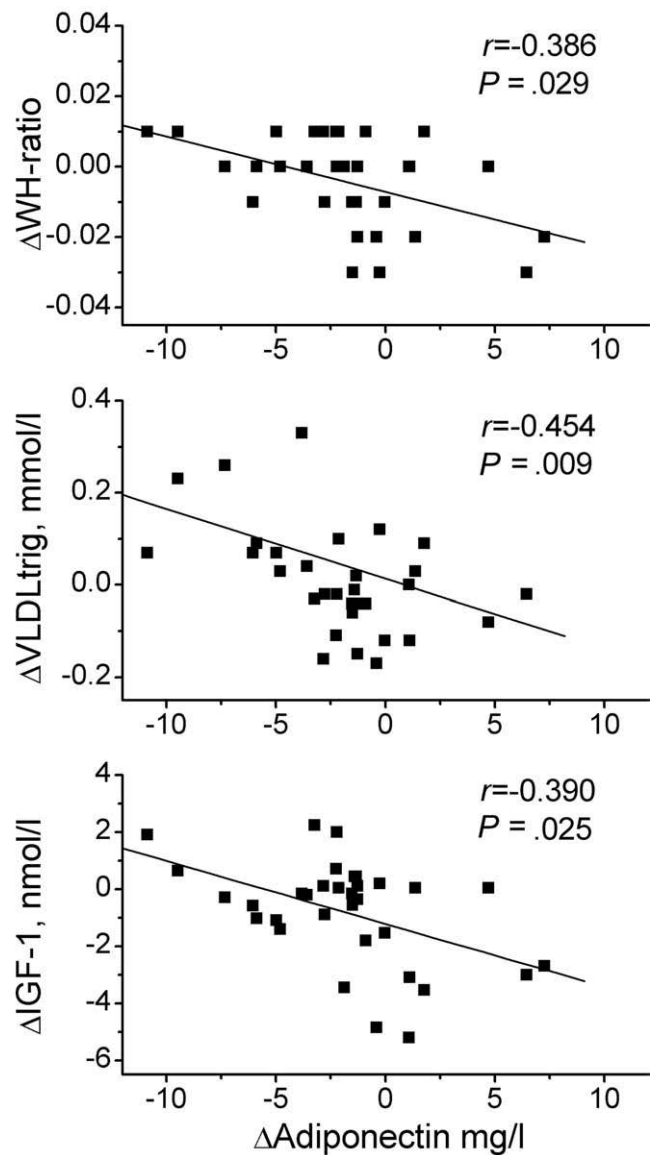 0.04
0.02
0.00
-0.02
-0.04
ΔWH-ratio
r=-0.386
P = .029
-10 -5 0 5 10
0.4
0.2
0.0
-0.2
ΔVLDLtrig, mmol/l
r=-0.454
P = .009
-10 -5 0 5 10
4
2
0
-2
-4
-6
ΔIGF-1, nmol/l
r=-0.390
P = .025
-10 -5 0 5 10
ΔAdiponectin mg/l